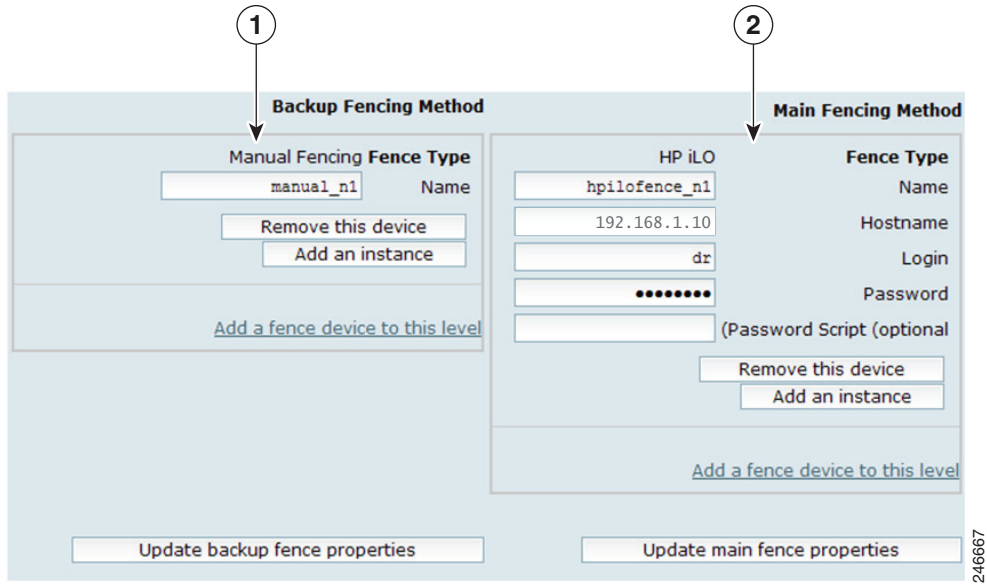 1
2
Backup Fencing Method
Manual Fencing Fence Type
manual_n1 Name
Remove this device
Add an instance
Add a fence device to this level
Update backup fence properties
Main Fencing Method
HP iLO Fence Type
hpilofence_n1 Name
192.168.1.10 Hostname
dr Login
•••••••• Password
(Password Script (optional
Remove this device
Add an instance
Add a fence device to this level
Update main fence properties
246667